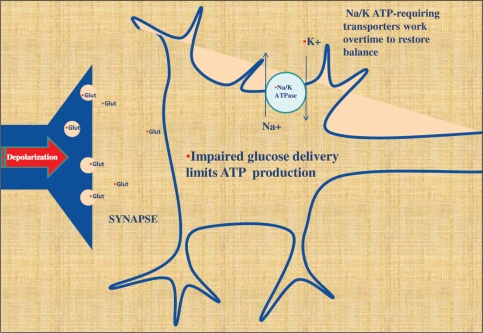 Na/K ATP-requiring
transporters work
overtime to restore
balance
•K+
•Na/K
ATPase
Na+
•Glut
•Glut
•Glut
•Glut
•Glut
•Glut
•Glut
•Glut
Depolarization
•Impaired glucose delivery
limits ATP production
SYNAPSE